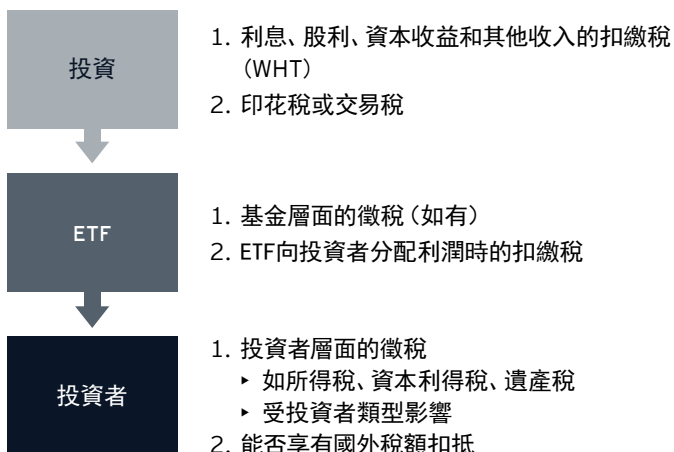 投資
1. 利息、股利、資本收益和其他收入的扣繳稅
(WHT)
2. 印花稅或交易稅
ETF
1. 基金層面的徵稅(如有)
2. ETF向投資者分配利潤時的扣繳稅
投資者
1. 投資者層面的徵稅
‣ 如所得稅、資本利得稅、遺產稅
‣ 受投資者類型影響
2. 能否享有國外稅額扣抵